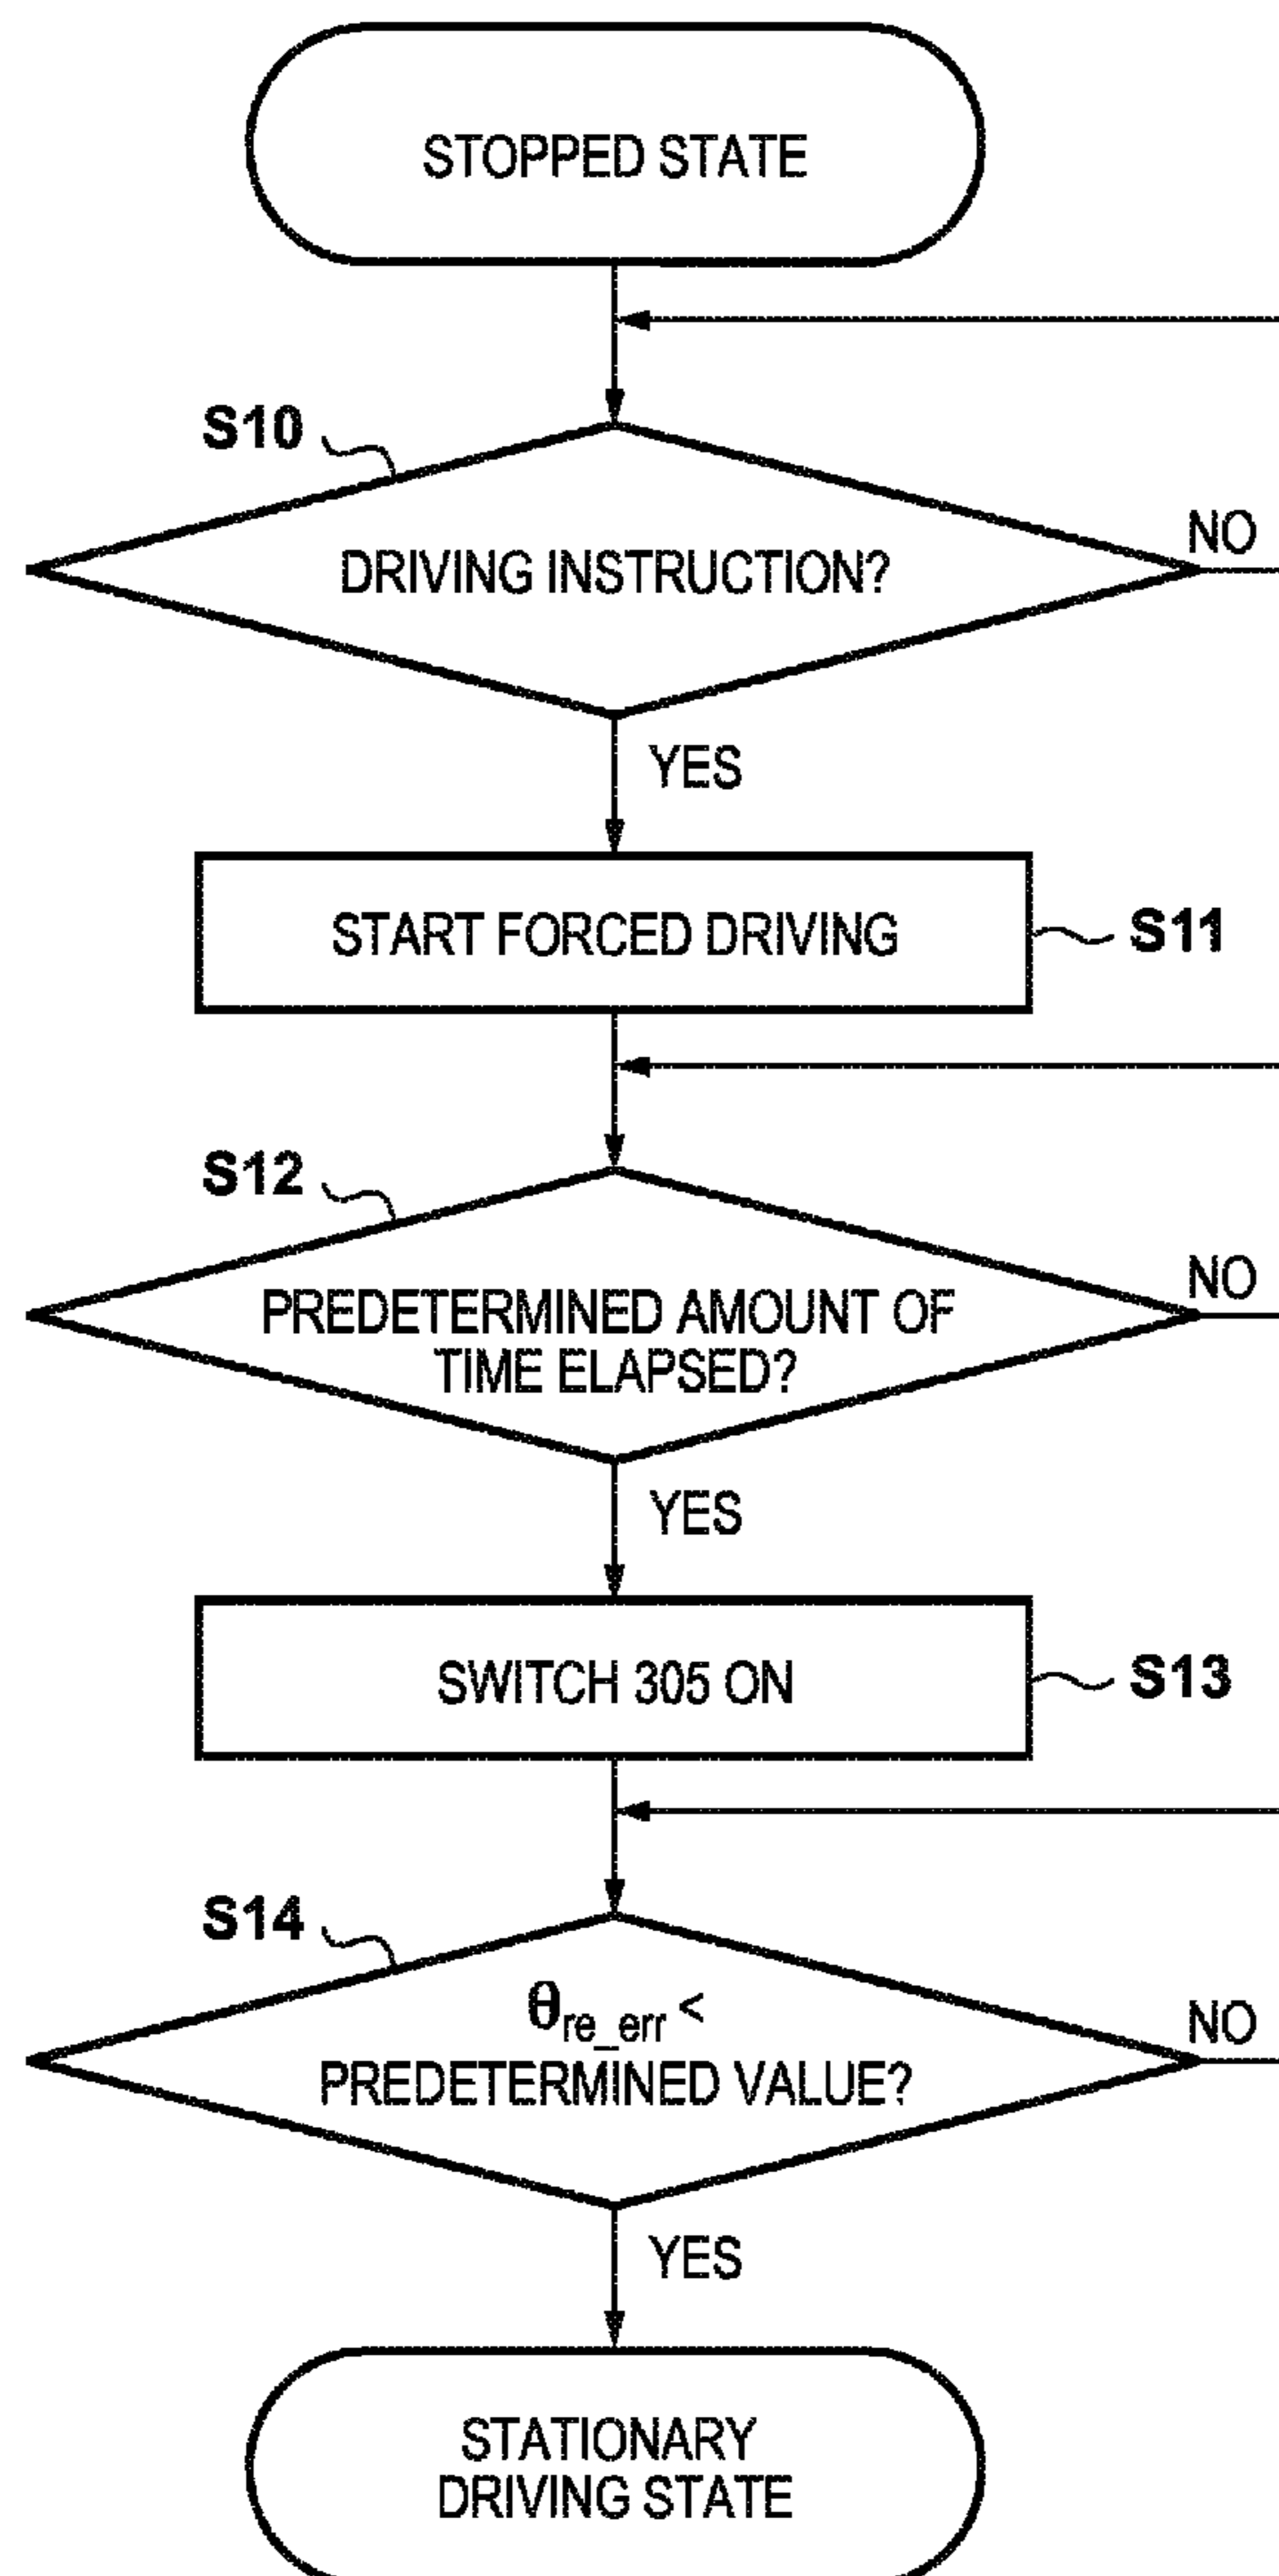 STOPPED STATE
S10
DRIVING INSTRUCTION?
NO
YES
START FORCED DRIVING
S11
S12
PREDETERMINED AMOUNT OF
TIME ELAPSED?
NO
YES
SWITCH 305 ON
S13
S14
θre_err <
PREDETERMINED VALUE?
NO
YES
STATIONARY
DRIVING STATE